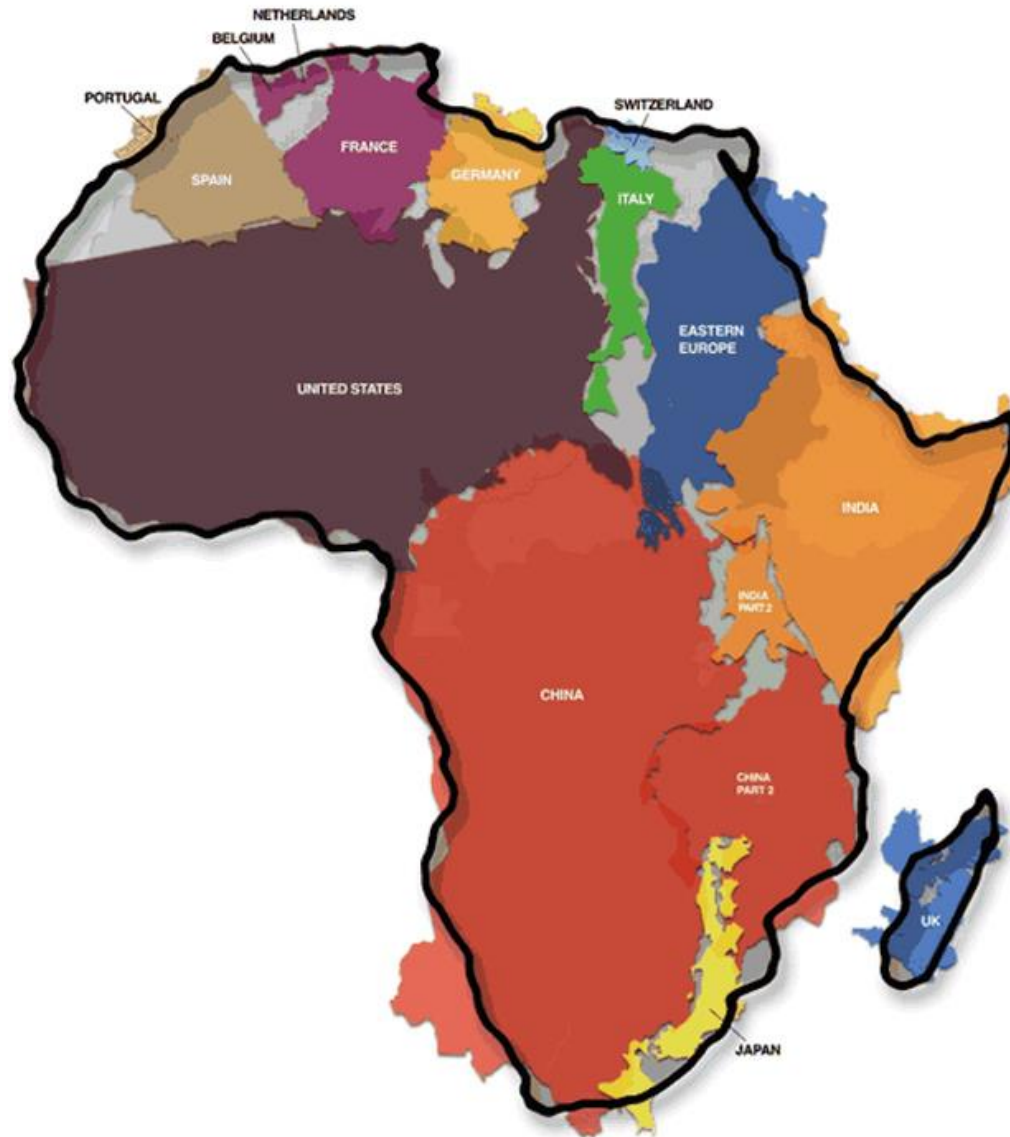 NETHERLANDS
BELGIUM
PORTUGAL
SWITZERLAND
FRANCE
GERMANY
SPAIN
ITALY
EASTERN
EUROPE
UNITED STATES
INDIA
INDIA
PART 2
CHINA
CHINA
PART 2
UK
JAPAN